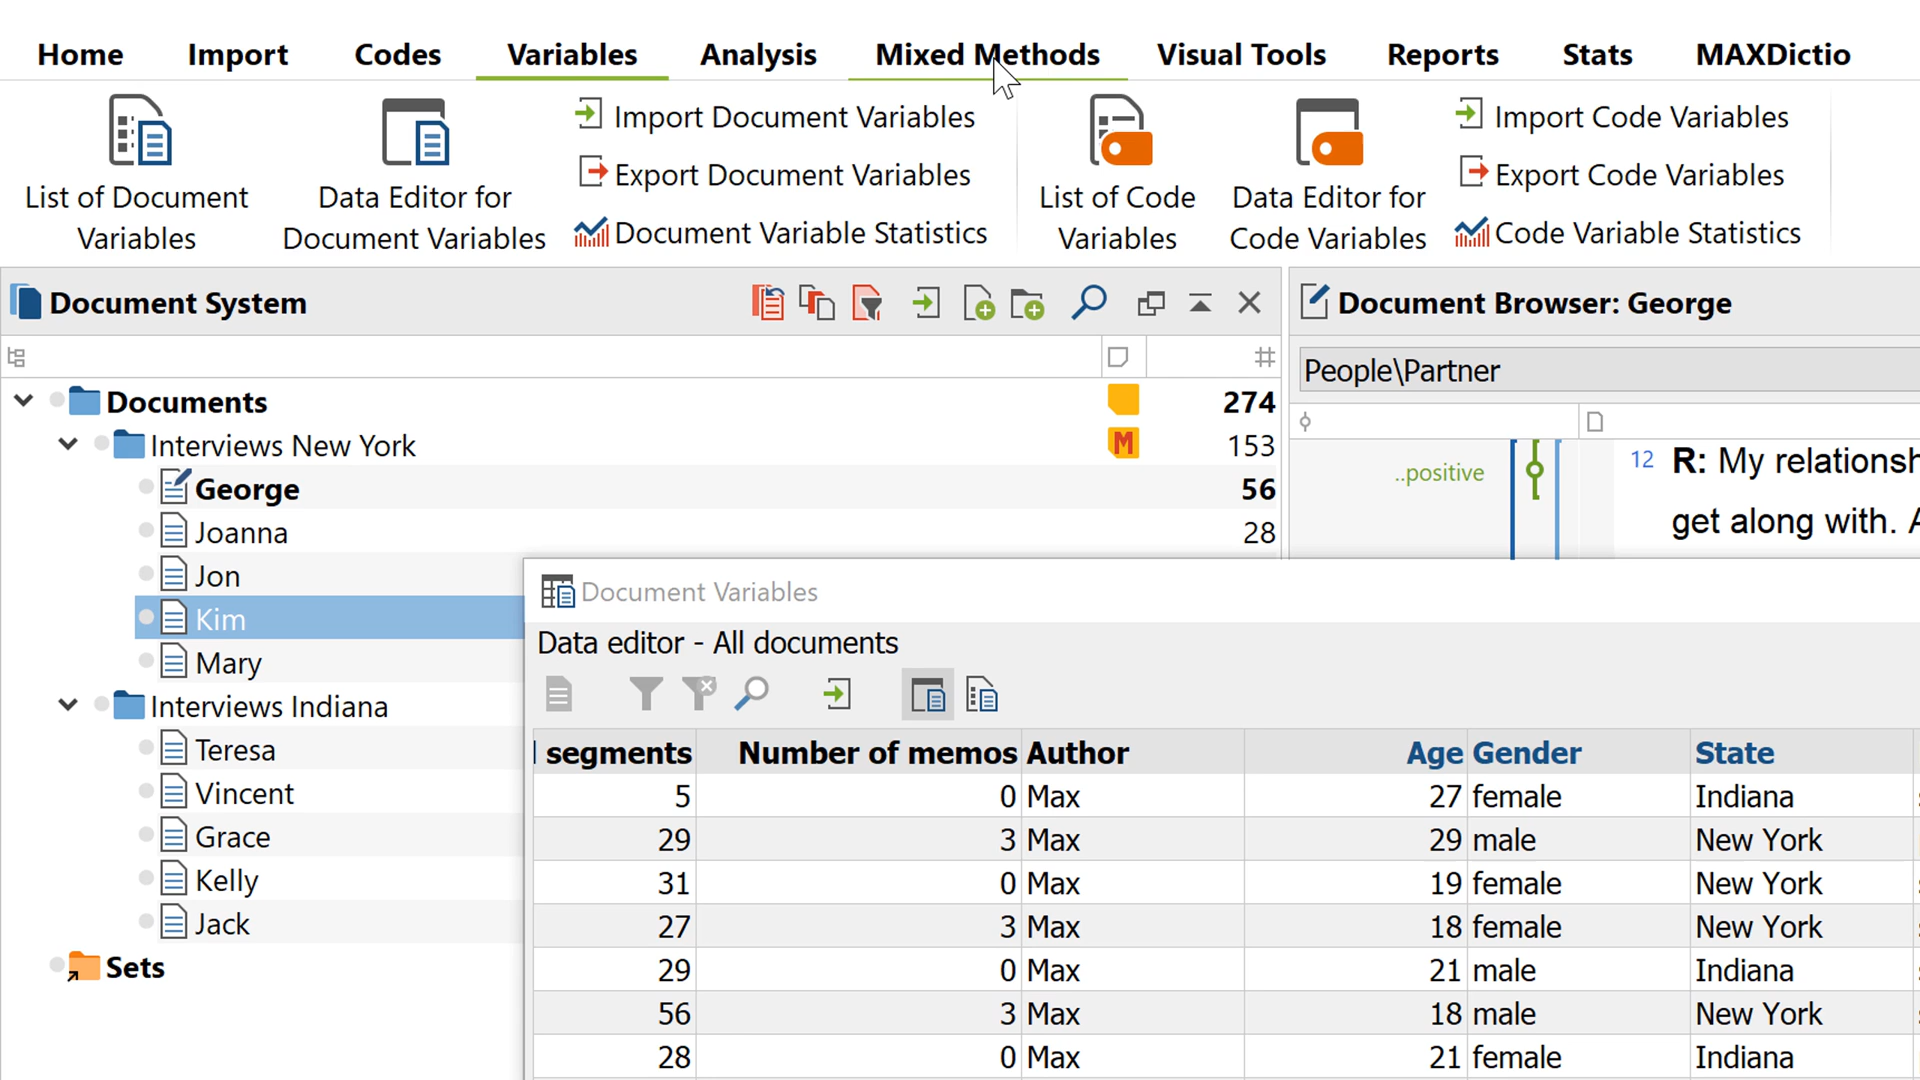 Home Import Codes Variables Analysis Mixed Methods Visual Tools Reports Stats MAXDictio
List of Document
Variables
Data Editor for
Document Variables
Import Document Variables
Export Document Variables
Document Variable Statistics
List of Code
Variables
Data Editor for
Code Variables
Import Code Variables
Export Code Variables
Code Variable Statistics
Document System
Documents 274
Interviews New York M 153
George 56
Joanna 28
Jon
Kim
Mary
Interviews Indiana
Teresa
Vincent
Grace
Kelly
Jack
Sets
Document Browser: George
People\Partner
..positive
12 R: My relationsh
get along with. A
Document Variables
Data editor - All documents
segments Number of memos Author Age Gender State
5 0 Max 27 female Indiana
29 3 Max 29 male New York
31 0 Max 19 female New York
27 3 Max 18 female New York
29 0 Max 21 male Indiana
56 3 Max 18 male New York
28 0 Max 21 female Indiana